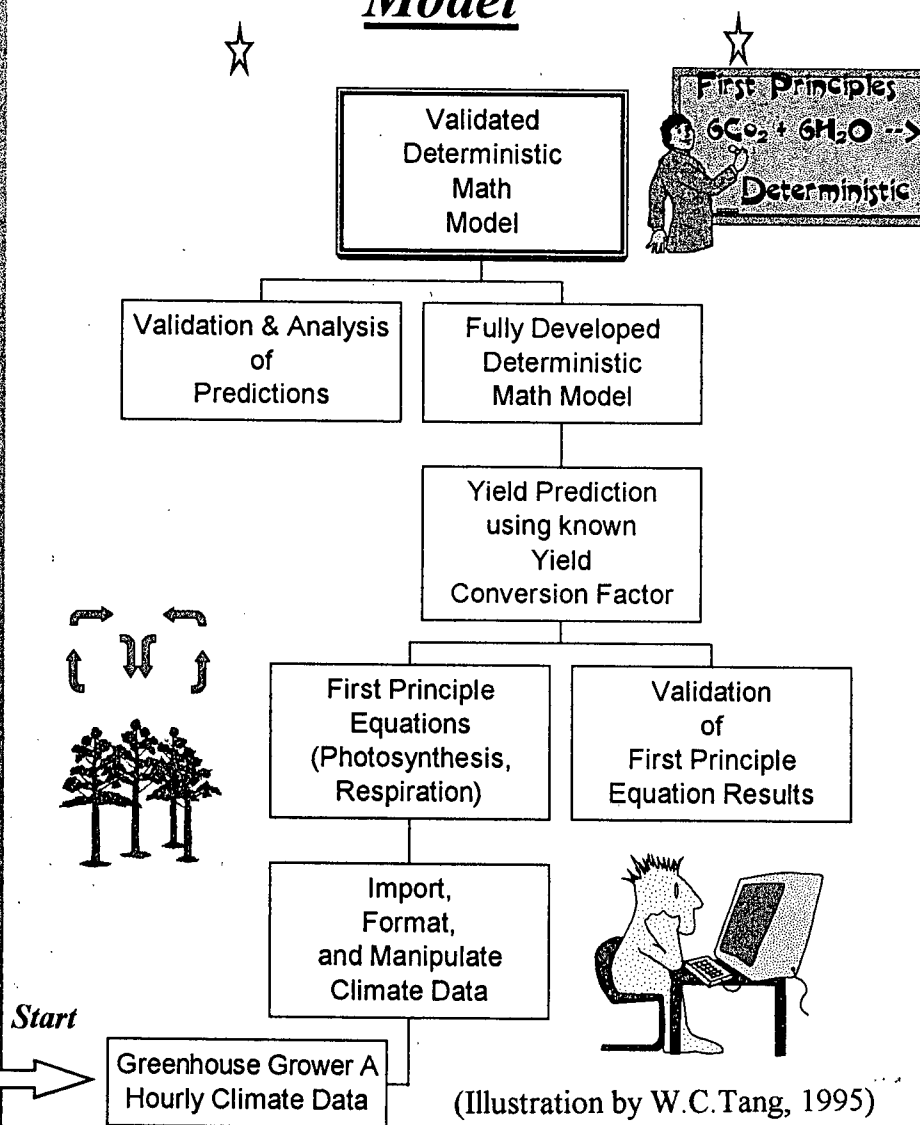 Model
First Principles
6CO₂ + 6H₂O -->
Deterministic
Validated
Deterministic
Math
Model
Validation & Analysis
of
Predictions
Fully Developed
Deterministic
Math Model
Yield Prediction
using known
Yield
Conversion Factor
First Principle
Equations
(Photosynthesis,
Respiration)
Validation
of
First Principle
Equation Results
Import,
Format,
and Manipulate
Climate Data
Start
Greenhouse Grower A
Hourly Climate Data
(Illustration by W.C.Tang, 1995)